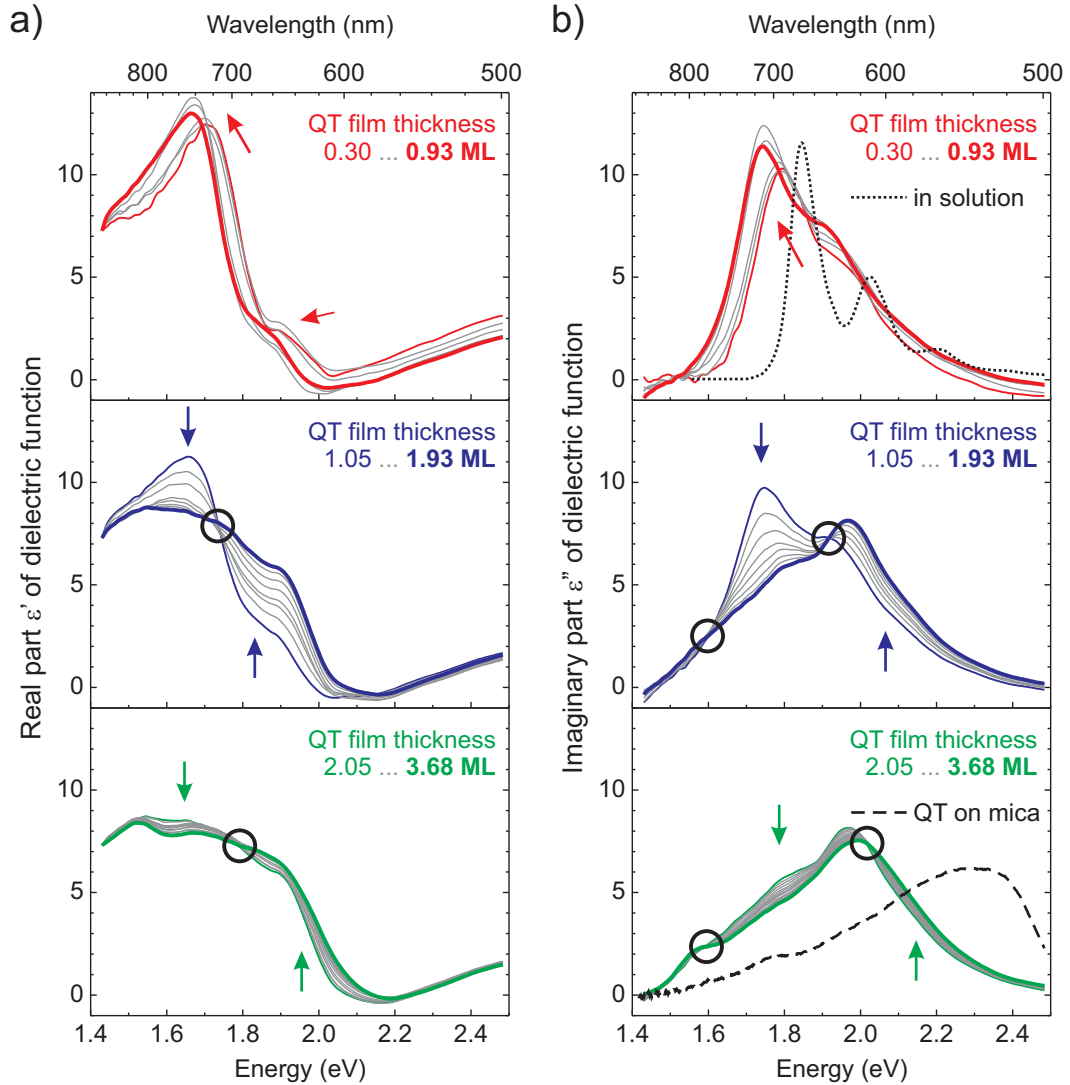 a)
Wavelength (nm)
800 700 600 500
Real part ε' of dielectric function
QT film thickness
0.30 ... 0.93 ML
10
5
0
QT film thickness
1.05 ... 1.93 ML
10
5
0
QT film thickness
2.05 ... 3.68 ML
10
5
0
1.4 1.6 1.8 2.0 2.2 2.4
Energy (eV)
b)
Wavelength (nm)
800 700 600 500
Imaginary part ε" of dielectric function
QT film thickness
0.30 ... 0.93 ML
in solution
10
5
0
QT film thickness
1.05 ... 1.93 ML
10
5
0
QT film thickness
2.05 ... 3.68 ML
QT on mica
10
5
0
1.4 1.6 1.8 2.0 2.2 2.4
Energy (eV)